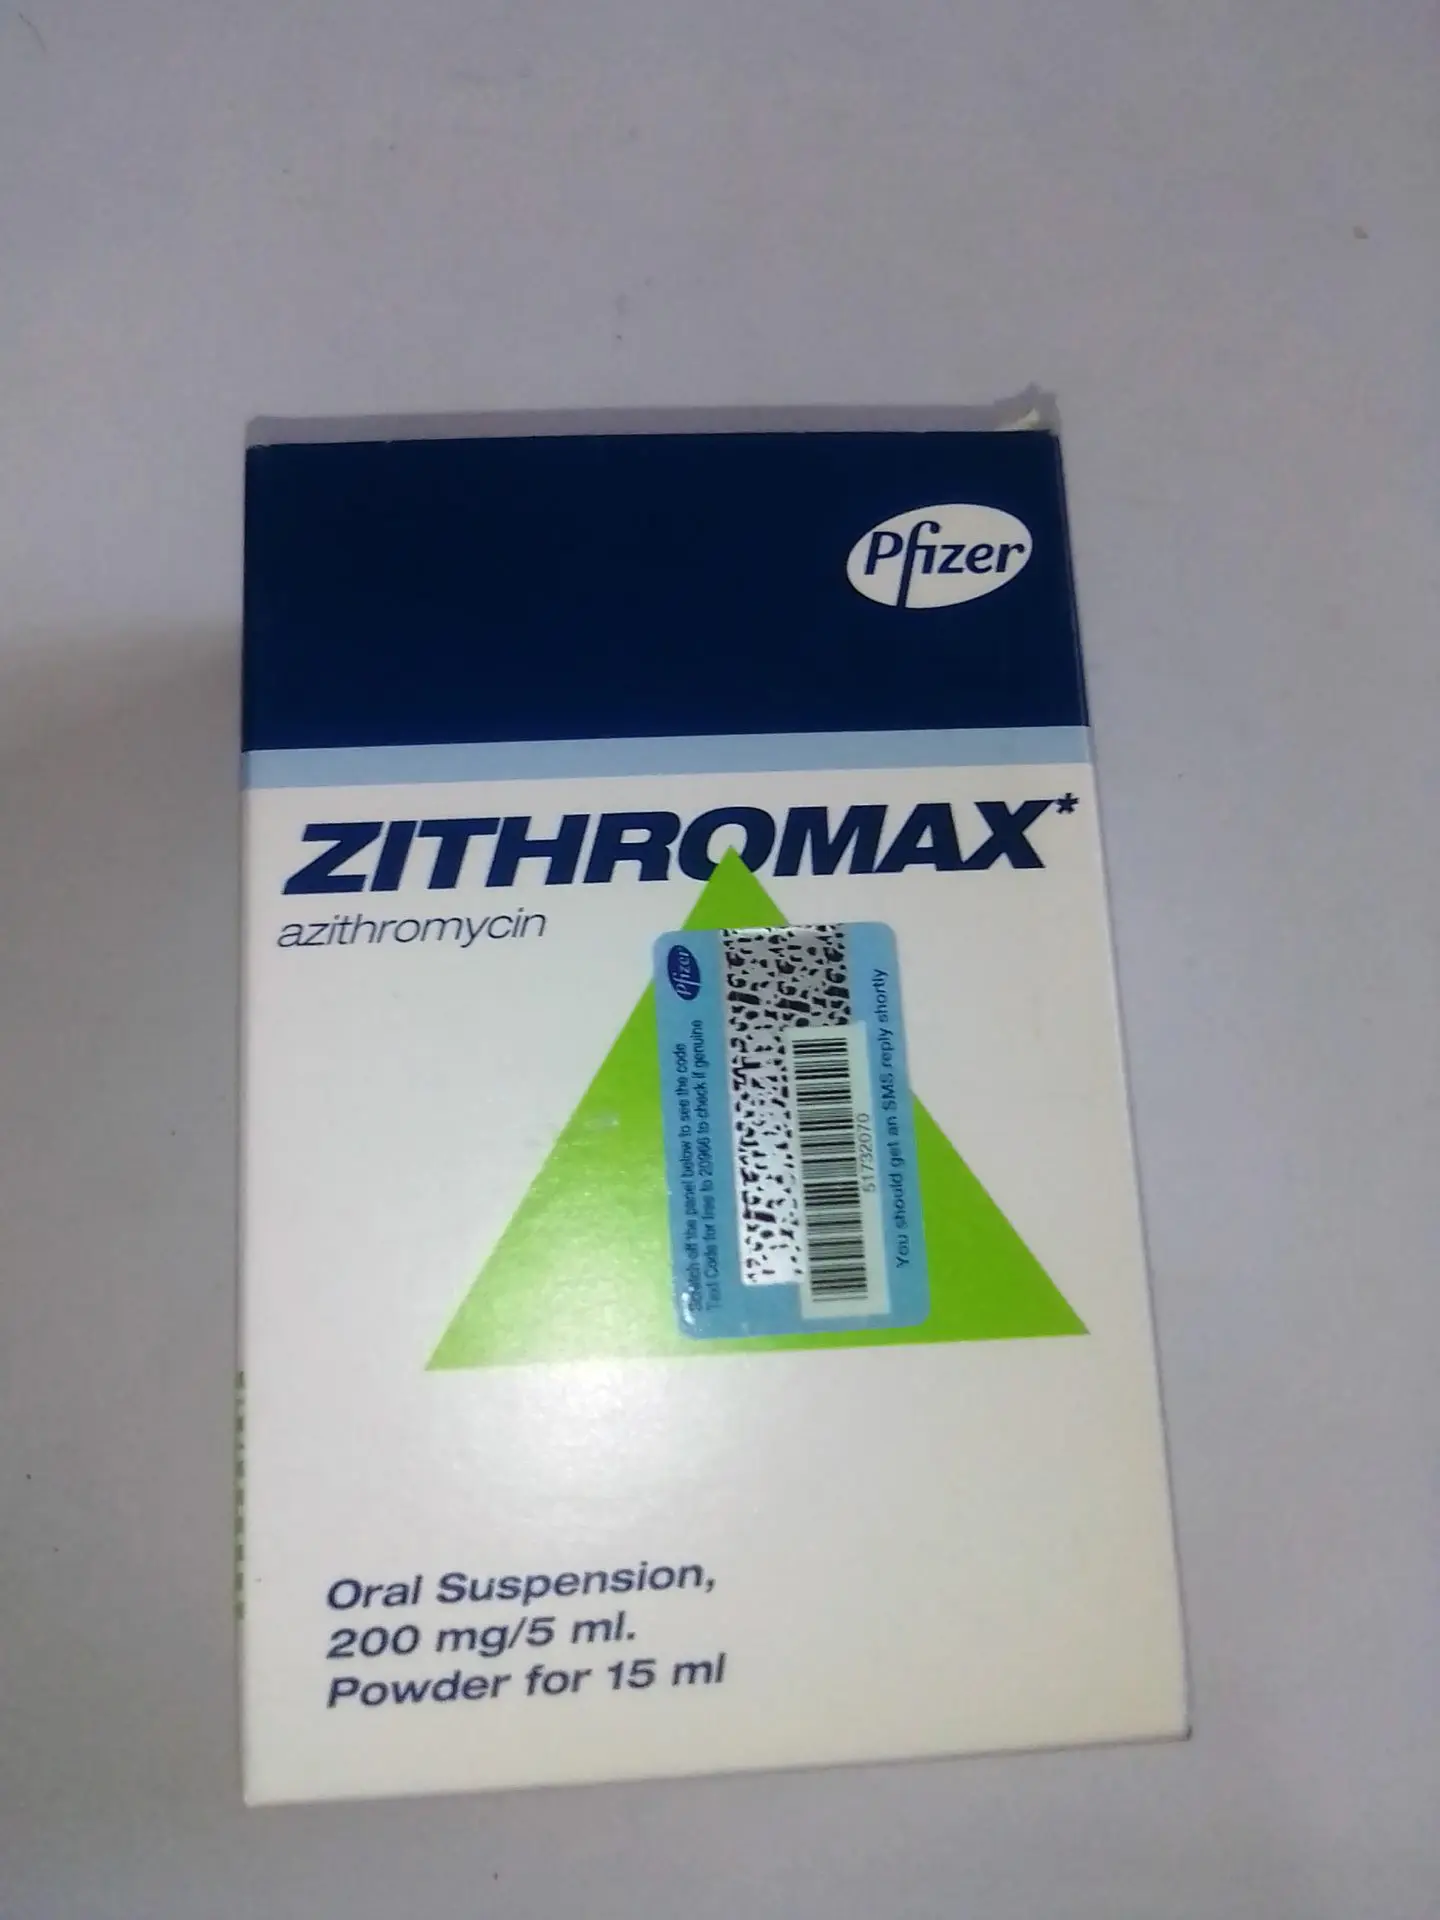 Pfizer
ZITHROMAX*
azithromycin
Pfizer
Scratch off the panel below to see the code
Text Code for free to 20966 to check if genuine
51732070
You should get an SMS reply shortly
Oral Suspension,
200 mg/5 ml.
Powder for 15 ml